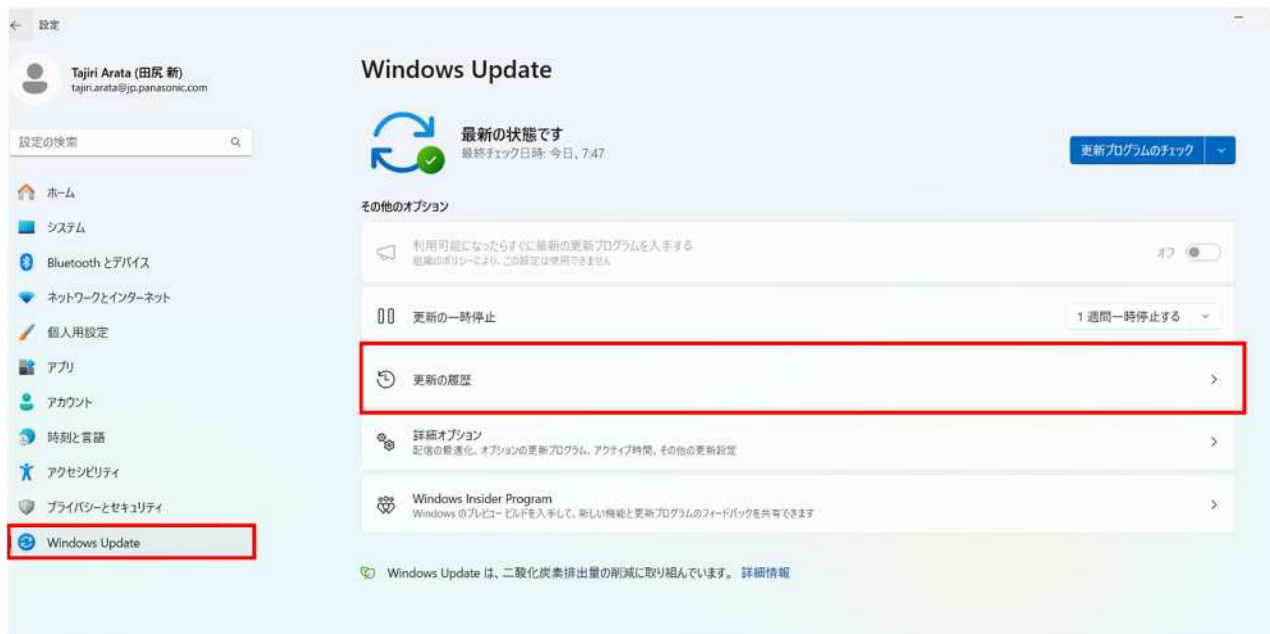 設定
Tajiri Arata (田尻 新)
tajiri.arata@jp.panasonic.com
設定の検索
ホーム
システム
Bluetooth とデバイス
ネットワークとインターネット
個人用設定
アプリ
アカウント
時刻と言語
アクセシビリティ
プライバシーとセキュリティ
Windows Update
Windows Update
最新の状態です
最終チェック日時: 今日、7:47
更新プログラムのチェック
その他のオプション
利用可能になったらすぐに最新の更新プログラムを入手する
組織のポリシーにより、この設定は使用できません
オフ
更新の一時停止
1 週間一時停止する
更新の履歴
詳細オプション
配信の最適化、オプションの更新プログラム、アクティブ時間、その他の更新設定
Windows Insider Program
Windows のプレビュー ビルドを入手して、新しい機能と更新プログラムのフィードバックを共有できます
Windows Update は、二酸化炭素排出量の削減に取り組んでいます。 詳細情報